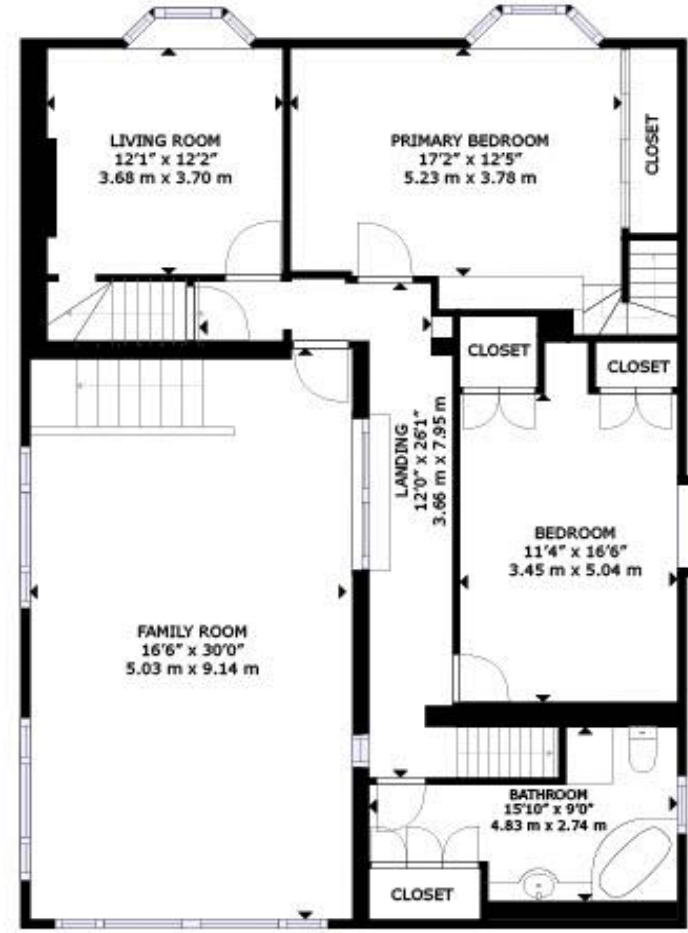 LIVING ROOM
12'1" x 12'2"
3.68 m x 3.70 m
PRIMARY BEDROOM
17'2" x 12'5"
5.23 m x 3.78 m
CLOSET
CLOSET
CLOSET
LANDING
12'0" x 26'1"
3.66 m x 7.95 m
BEDROOM
11'4" x 16'6"
3.45 m x 5.04 m
FAMILY ROOM
16'6" x 30'0"
5.03 m x 9.14 m
BATHROOM
15'10" x 9'0"
4.83 m x 2.74 m
CLOSET